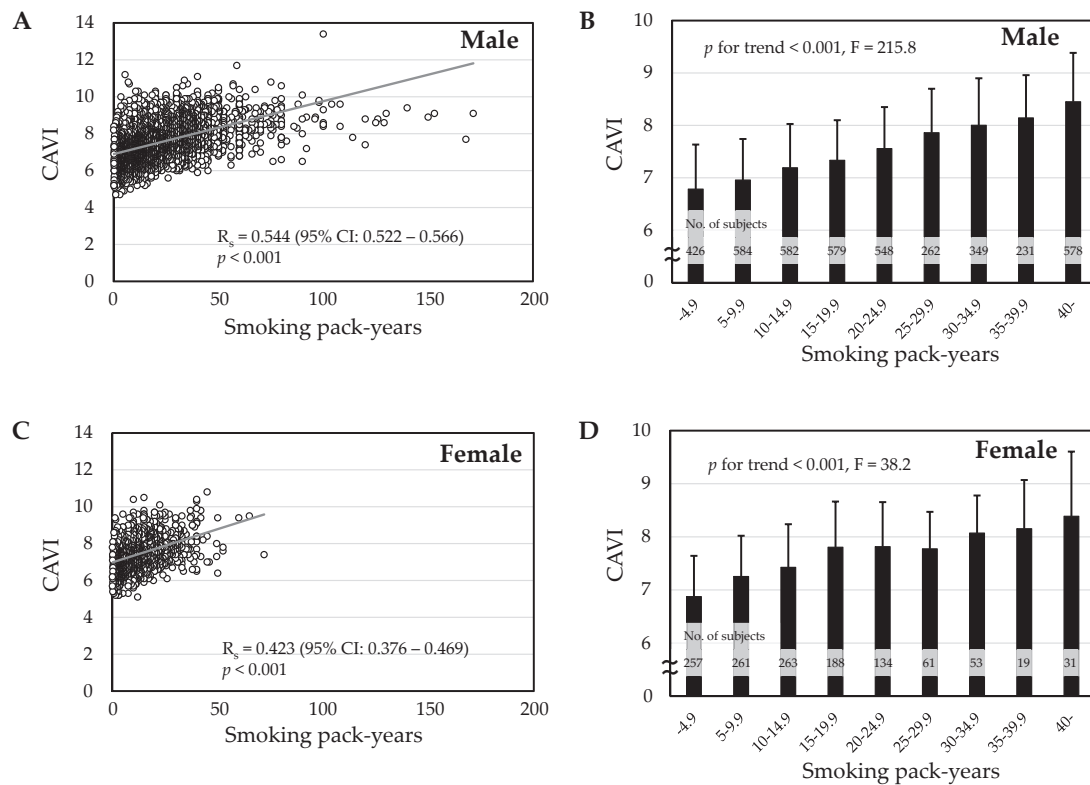 A
Male
14
12
10
8
6
4
2
0
CAVI
R_s = 0.544 (95% CI: 0.522 – 0.566)
p < 0.001
0 50 100 150 200
Smoking pack-years
B
Male
p for trend < 0.001, F = 215.8
10
9
8
7
6
0
CAVI
No. of subjects
426 584 582 579 548 262 349 231 578
-4.9 5-9.9 10-14.9 15-19.9 20-24.9 25-29.9 30-34.9 35-39.9 40-
Smoking pack-years
C
Female
14
12
10
8
6
4
2
0
CAVI
R_s = 0.423 (95% CI: 0.376 – 0.469)
p < 0.001
0 50 100 150 200
Smoking pack-years
D
Female
p for trend < 0.001, F = 38.2
10
9
8
7
6
0
CAVI
No. of subjects
257 261 263 188 134 61 53 19 31
-4.9 5-9.9 10-14.9 15-19.9 20-24.9 25-29.9 30-34.9 35-39.9 40-
Smoking pack-years